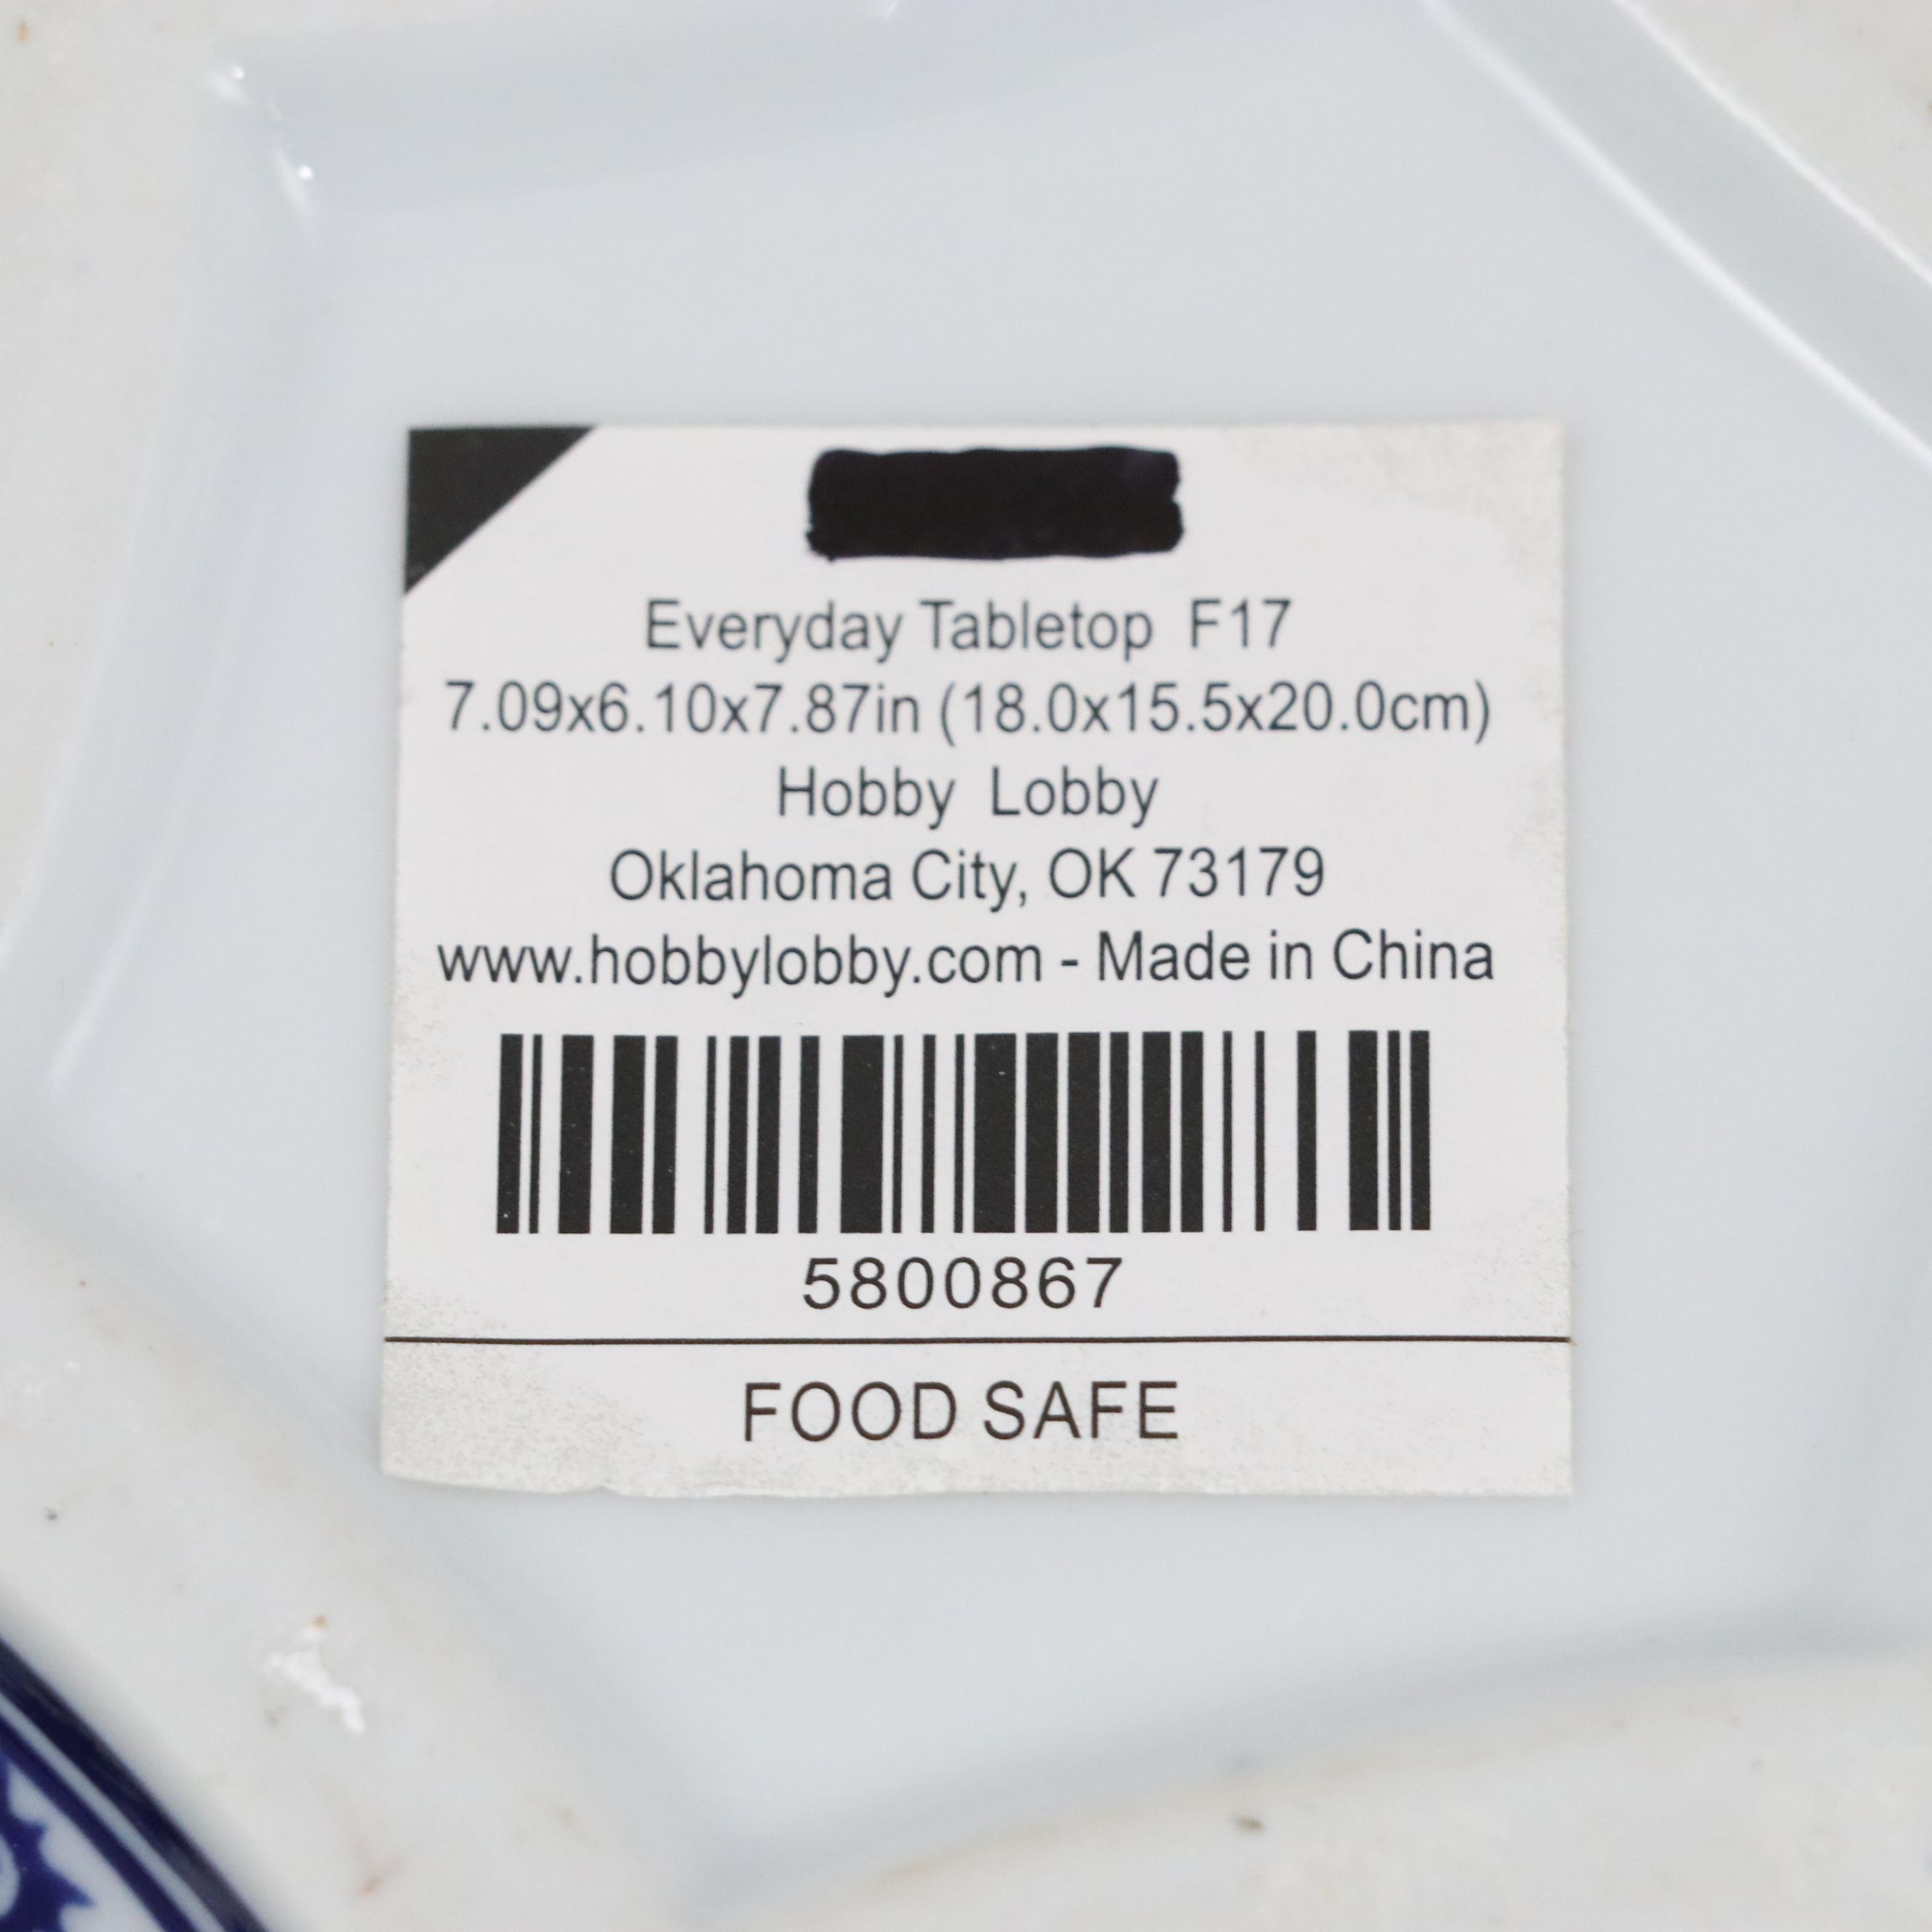 Everyday Tabletop F17
7.09x6.10x7.87in (18.0x15.5x20.0cm)
Hobby Lobby
Oklahoma City, OK 73179
www.hobbylobby.com - Made in China
5800867
FOOD SAFE